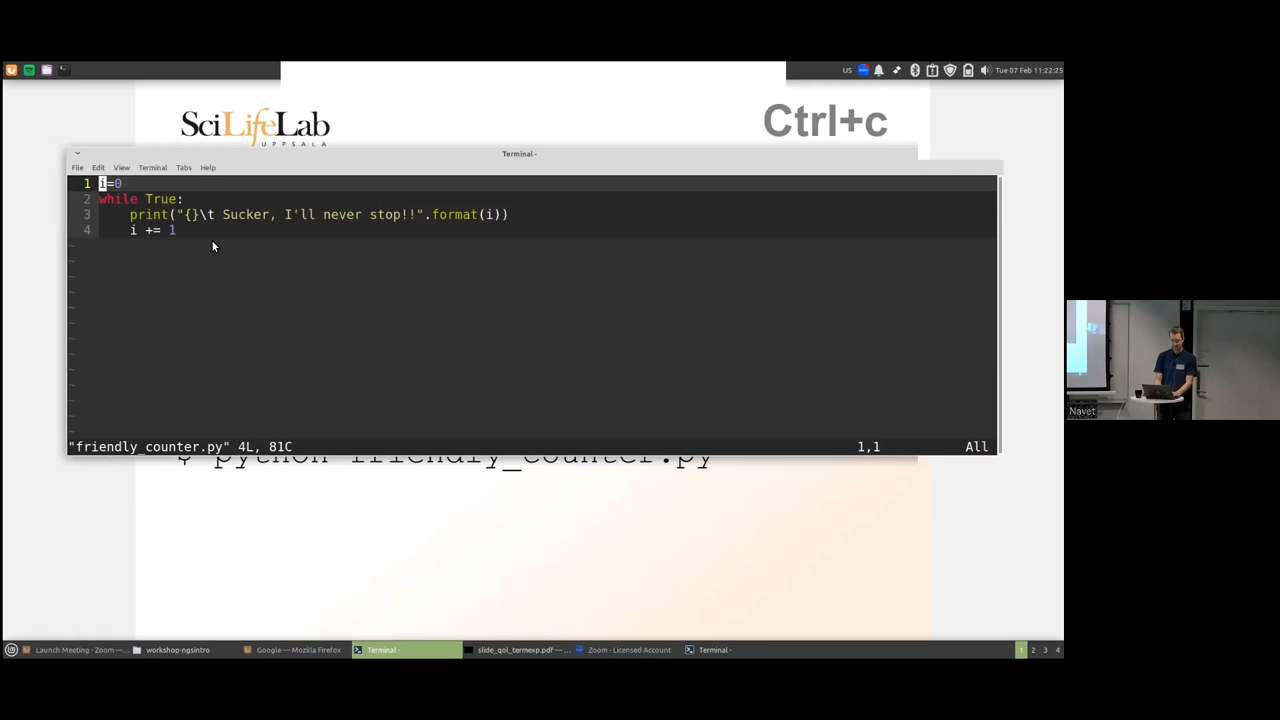 US
Tue 07 Feb 11:22:25
SciLifeLab
UPPSALA
Ctrl+c
Terminal -
File Edit View Terminal Tabs Help
1 i=0
2 while True:
3 print("{}\t Sucker, I'll never stop!!".format(i))
4 i += 1
~
~
~
~
~
~
~
~
~
~
~
~
~
"friendly_counter.py" 4L, 81C 1,1 All
$ python friendly_counter.py
Navet
Launch Meeting - Zoom —... workshop-ngsintro Google — Mozilla Firefox Terminal - slide_qol_termexp.pdf —... Zoom - Licensed Account Terminal - 1 2 3 4